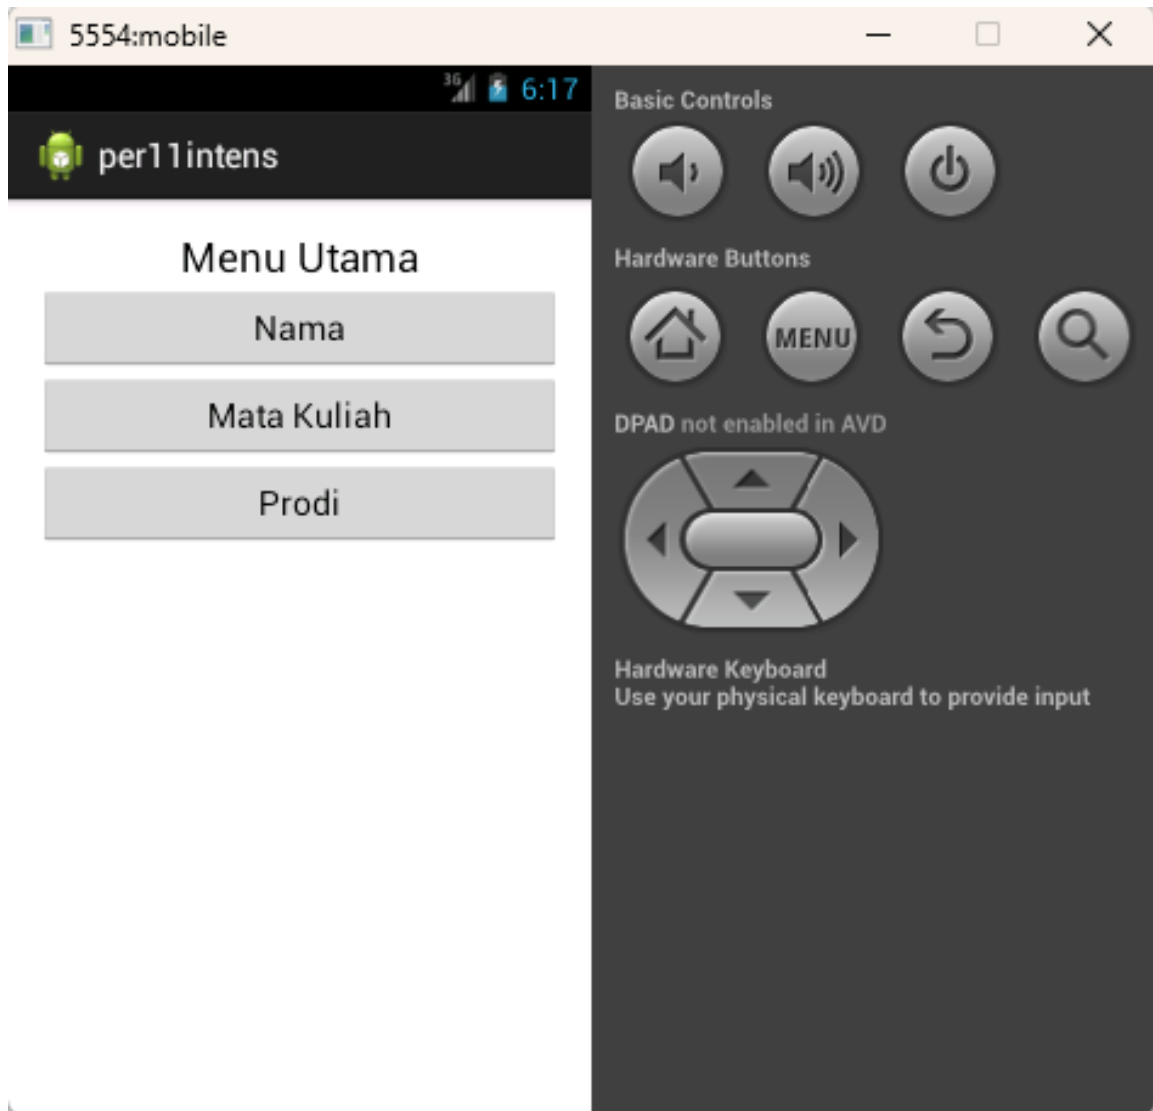 5554:mobile
3G 6:17
per11intens
Menu Utama
Nama
Mata Kuliah
Prodi
Basic Controls
Hardware Buttons
MENU
DPAD not enabled in AVD
Hardware Keyboard
Use your physical keyboard to provide input